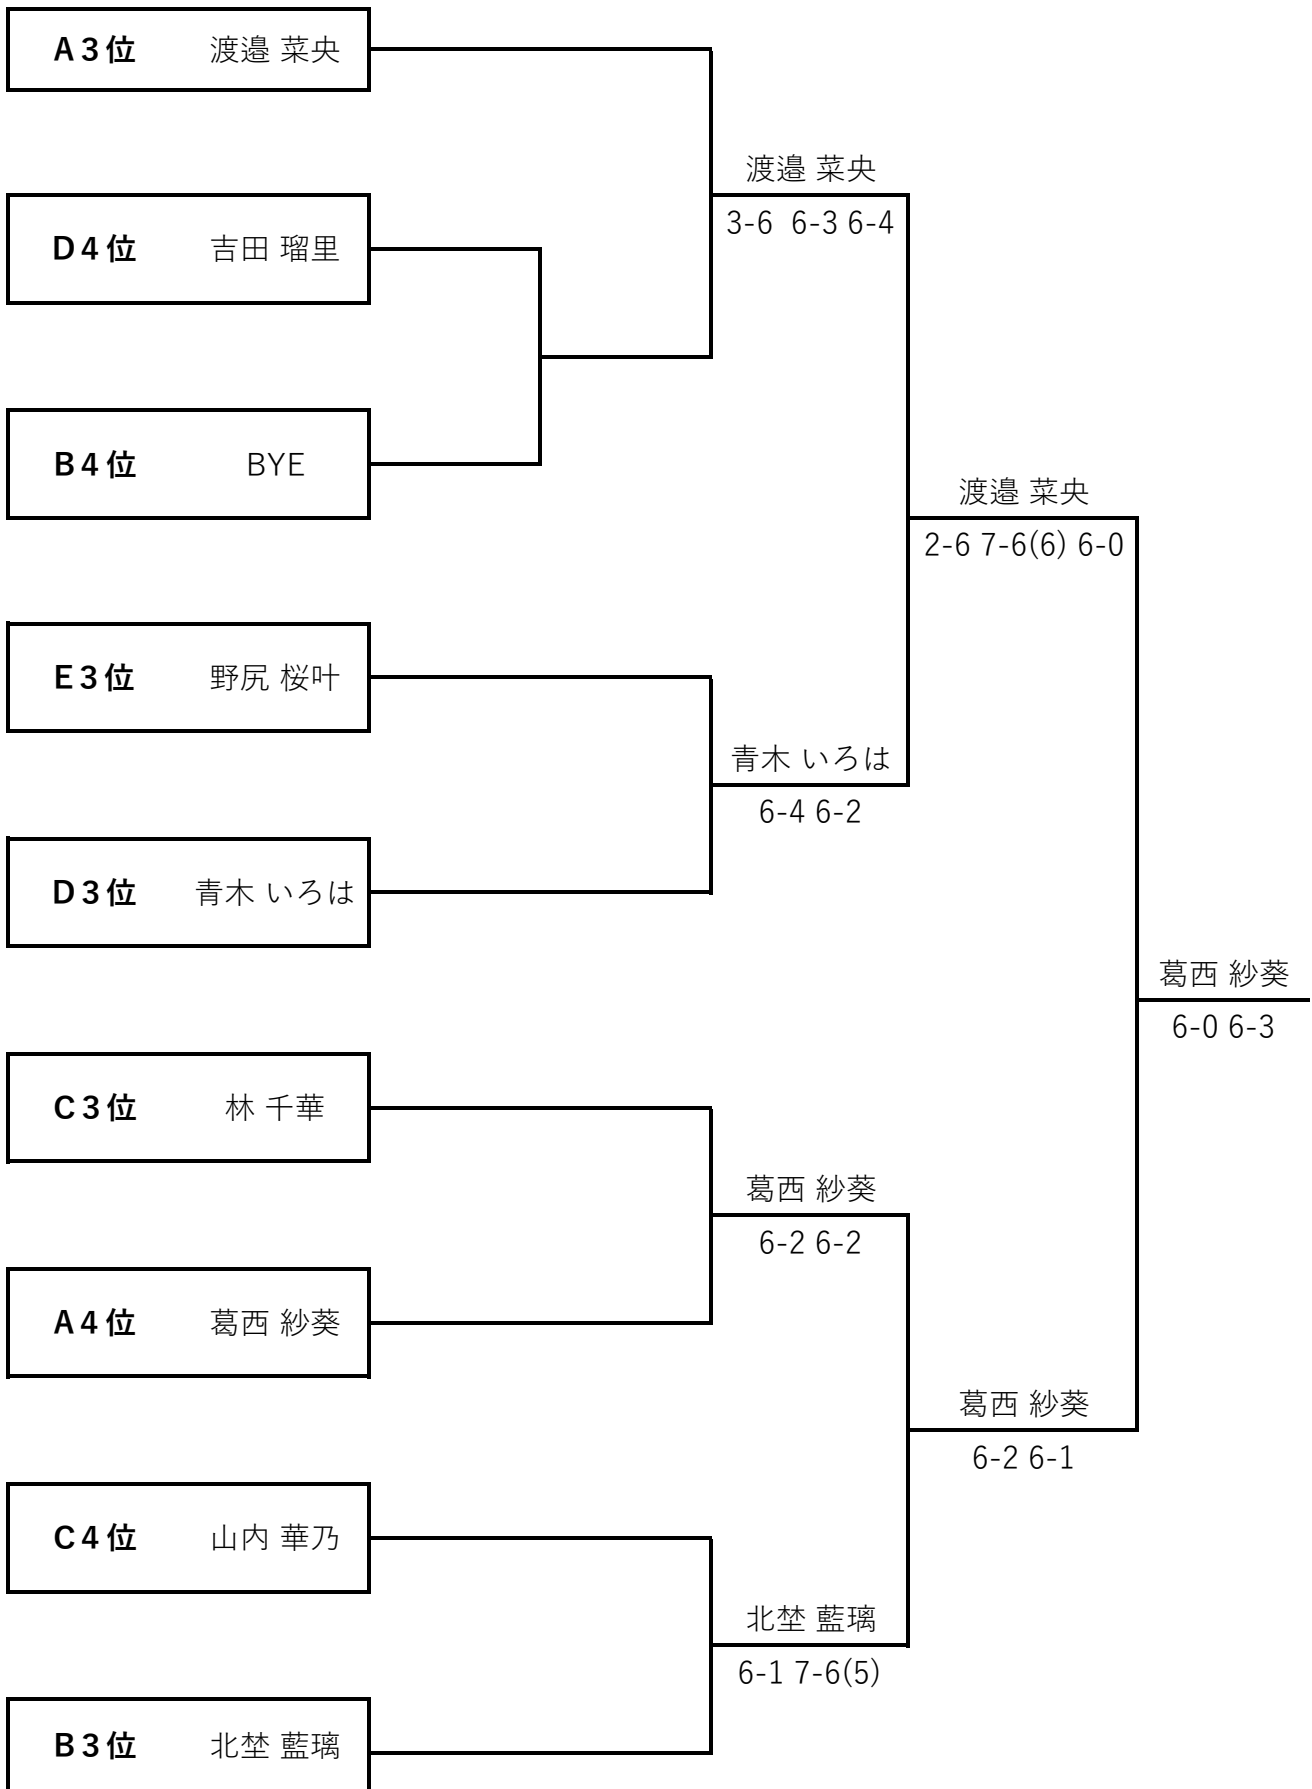 A3位 渡邉 菜央
渡邉 菜央
3-6 6-3 6-4
D4位 吉田 瑠里
B4位 BYE
渡邉 菜央
2-6 7-6(6) 6-0
E3位 野尻 桜叶
青木 いろは
6-4 6-2
D3位 青木 いろは
葛西 紗葵
6-0 6-3
C3位 林 千華
葛西 紗葵
6-2 6-2
A4位 葛西 紗葵
葛西 紗葵
6-2 6-1
C4位 山内 華乃
北埜 藍璃
6-1 7-6(5)
B3位 北埜 藍璃